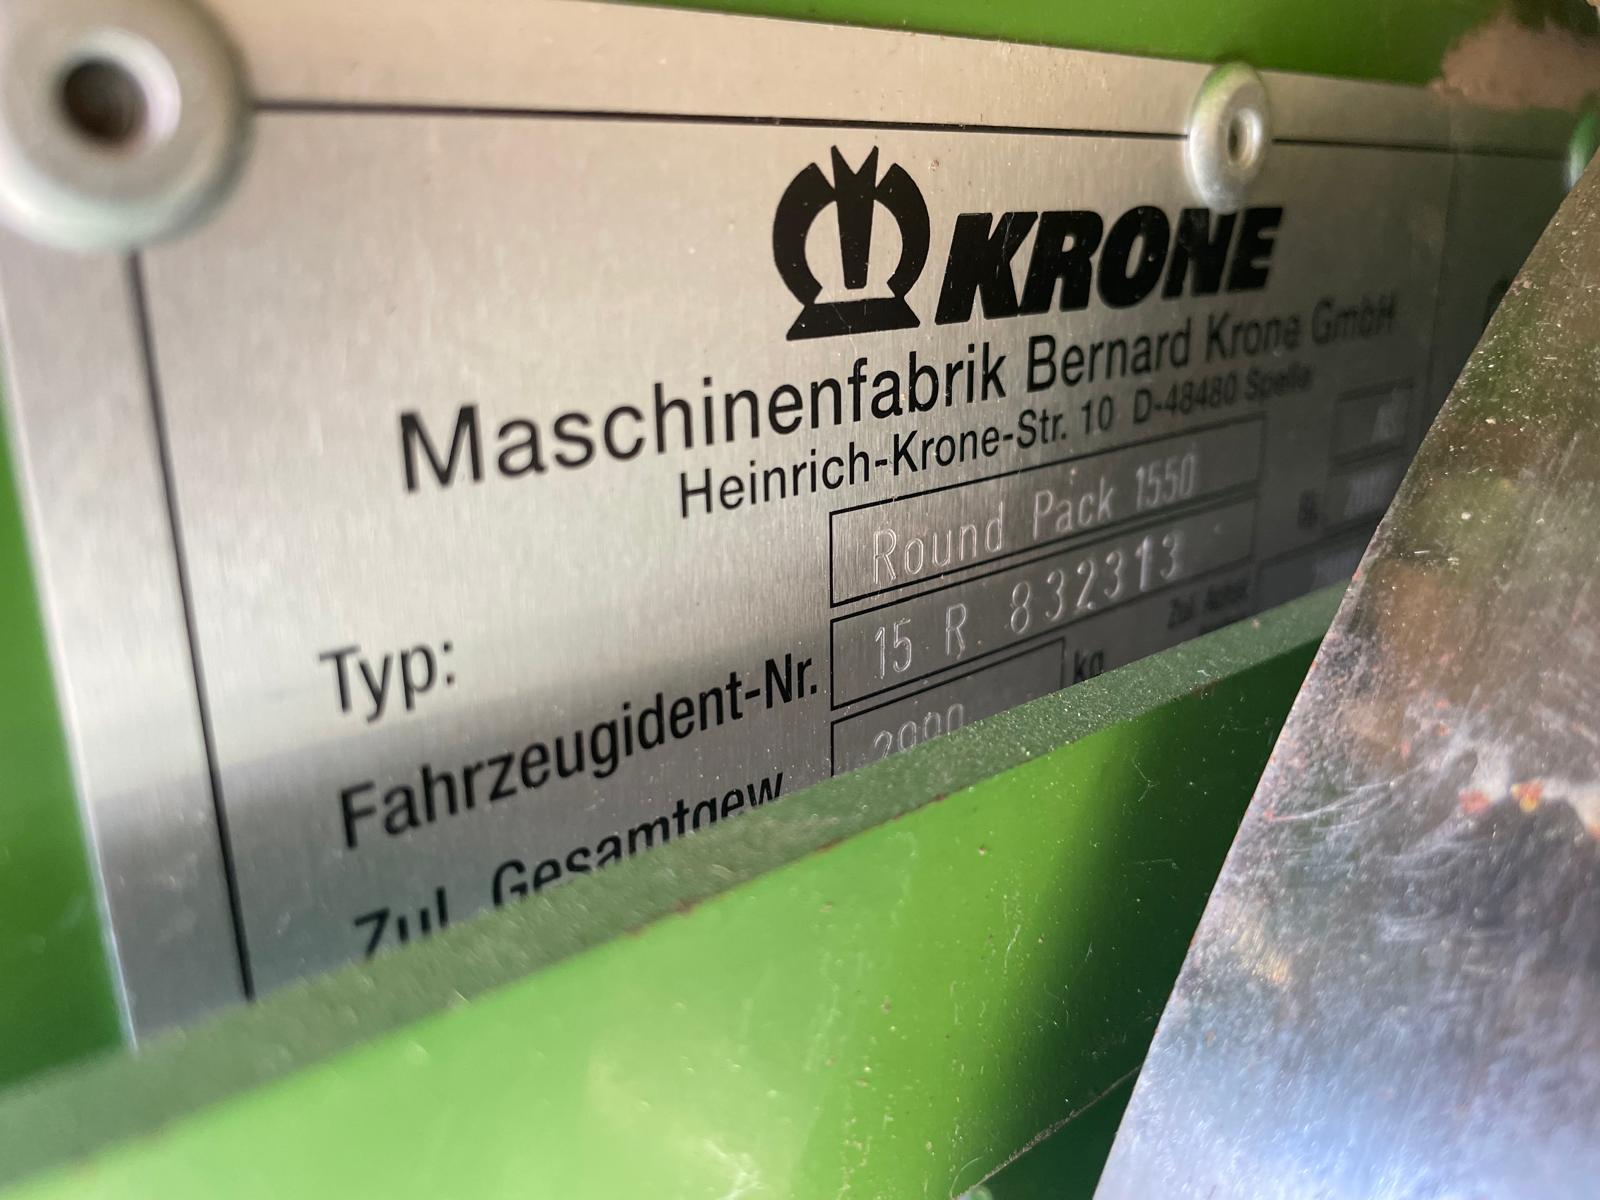 KRONE
Maschinenfabrik Bernard Krone GmbH
Heinrich-Krone-Str. 10 D-48480 Spelle
Typ: Round Pack 1550
Fahrzeugident-Nr. 15 R 832313
Zul. Gesamtgew. kg Zul.